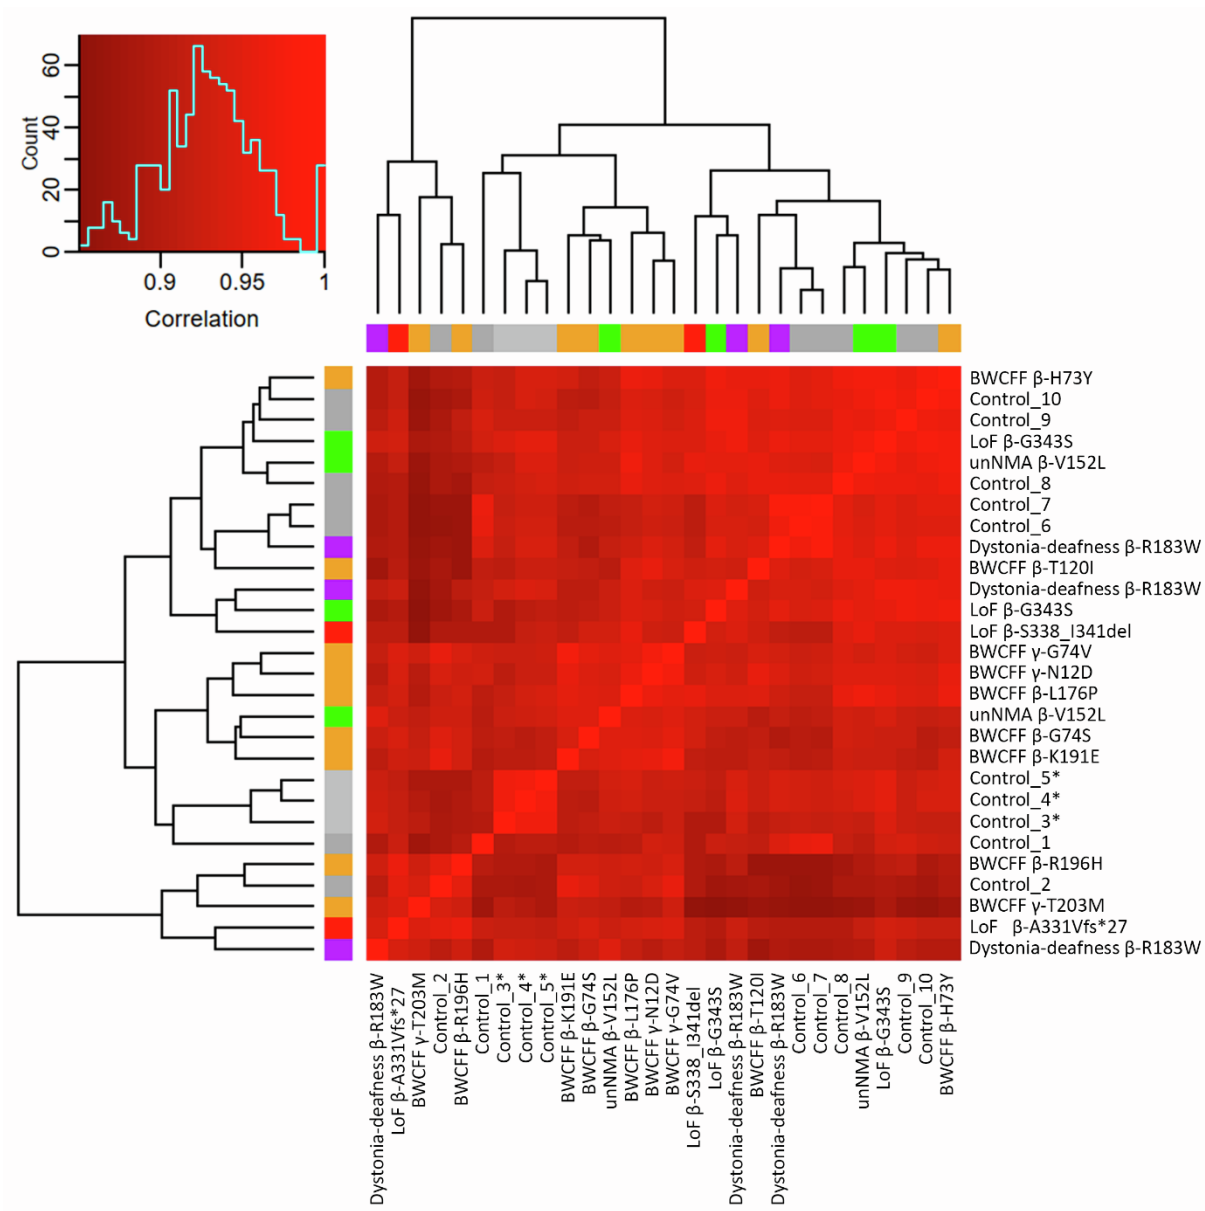 60
40
20
0
Count
0.9 0.95 1
Correlation
BWCFF β-H73Y
Control_10
Control_9
LoF β-G343S
unNMA β-V152L
Control_8
Control_7
Control_6
Dystonia-deafness β-R183W
BWCFF β-T120I
Dystonia-deafness β-R183W
LoF β-G343S
LoF β-S338_I341del
BWCFF γ-G74V
BWCFF γ-N12D
BWCFF β-L176P
unNMA β-V152L
BWCFF β-G74S
BWCFF β-K191E
Control_5*
Control_4*
Control_3*
Control_1
BWCFF β-R196H
Control_2
BWCFF γ-T203M
LoF β-A331Vfs*27
Dystonia-deafness β-R183W
Dystonia-deafness β-R183W
LoF β-A331Vfs*27
BWCFF γ-T203M
Control_2
BWCFF β-R196H
Control_1
Control_3*
Control_4*
Control_5*
BWCFF β-K191E
BWCFF β-G74S
unNMA β-V152L
BWCFF β-L176P
BWCFF γ-N12D
BWCFF γ-G74V
LoF β-S338_I341del
LoF β-G343S
Dystonia-deafness β-R183W
BWCFF β-T120I
Dystonia-deafness β-R183W
Control_6
Control_7
Control_8
unNMA β-V152L
LoF β-G343S
Control_9
Control_10
BWCFF β-H73Y